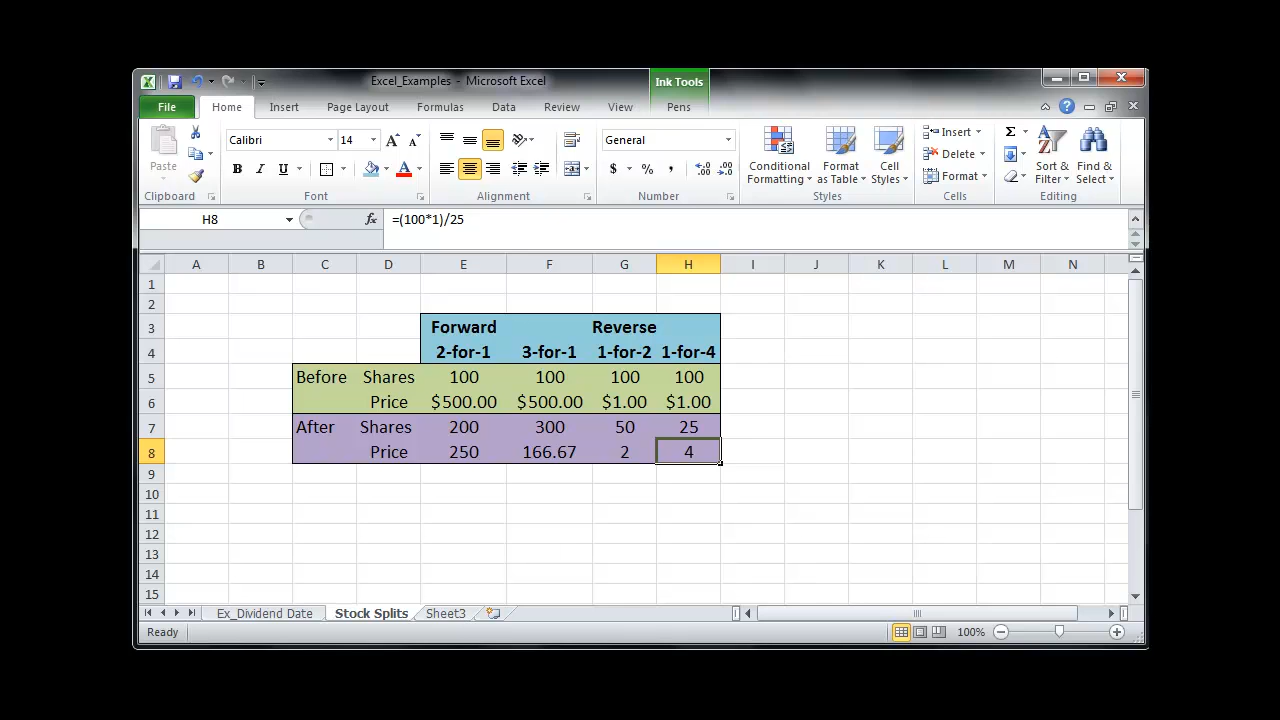 Excel_Examples - Microsoft Excel
Ink Tools
File Home Insert Page Layout Formulas Data Review View Pens
Paste
Calibri 14
B I U A
General
$ % ,
Conditional Formatting
Format as Table
Cell Styles
Insert
Delete
Format
Sort & Filter
Find & Select
Clipboard Font Alignment Number Styles Cells Editing
H8 fx =(100*1)/25
A B C D E F G H I J K L M N
1
2
3 Forward Reverse
4 2-for-1 3-for-1 1-for-2 1-for-4
5 Before Shares 100 100 100 100
6 Price $500.00 $500.00 $1.00 $1.00
7 After Shares 200 300 50 25
8 Price 250 166.67 2 4
9
10
11
12
13
14
15
Ex_Dividend Date Stock Splits Sheet3
Ready 100%